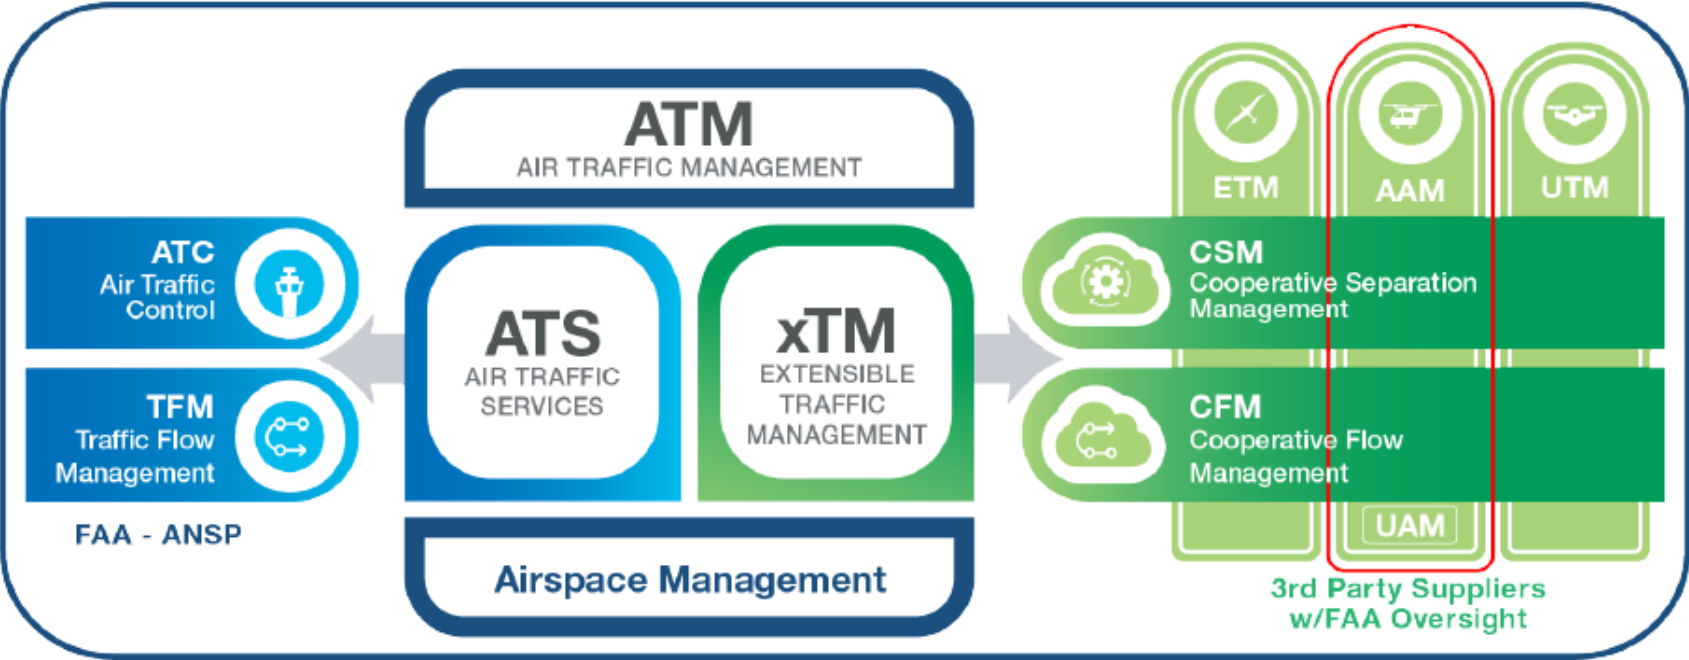 ATM
AIR TRAFFIC MANAGEMENT
ATC
Air Traffic
Control
TFM
Traffic Flow
Management
FAA - ANSP
ATS
AIR TRAFFIC
SERVICES
xTM
EXTENSIBLE
TRAFFIC
MANAGEMENT
Airspace Management
ETM
AAM
UTM
CSM
Cooperative Separation
Management
CFM
Cooperative Flow
Management
UAM
3rd Party Suppliers
w/FAA Oversight